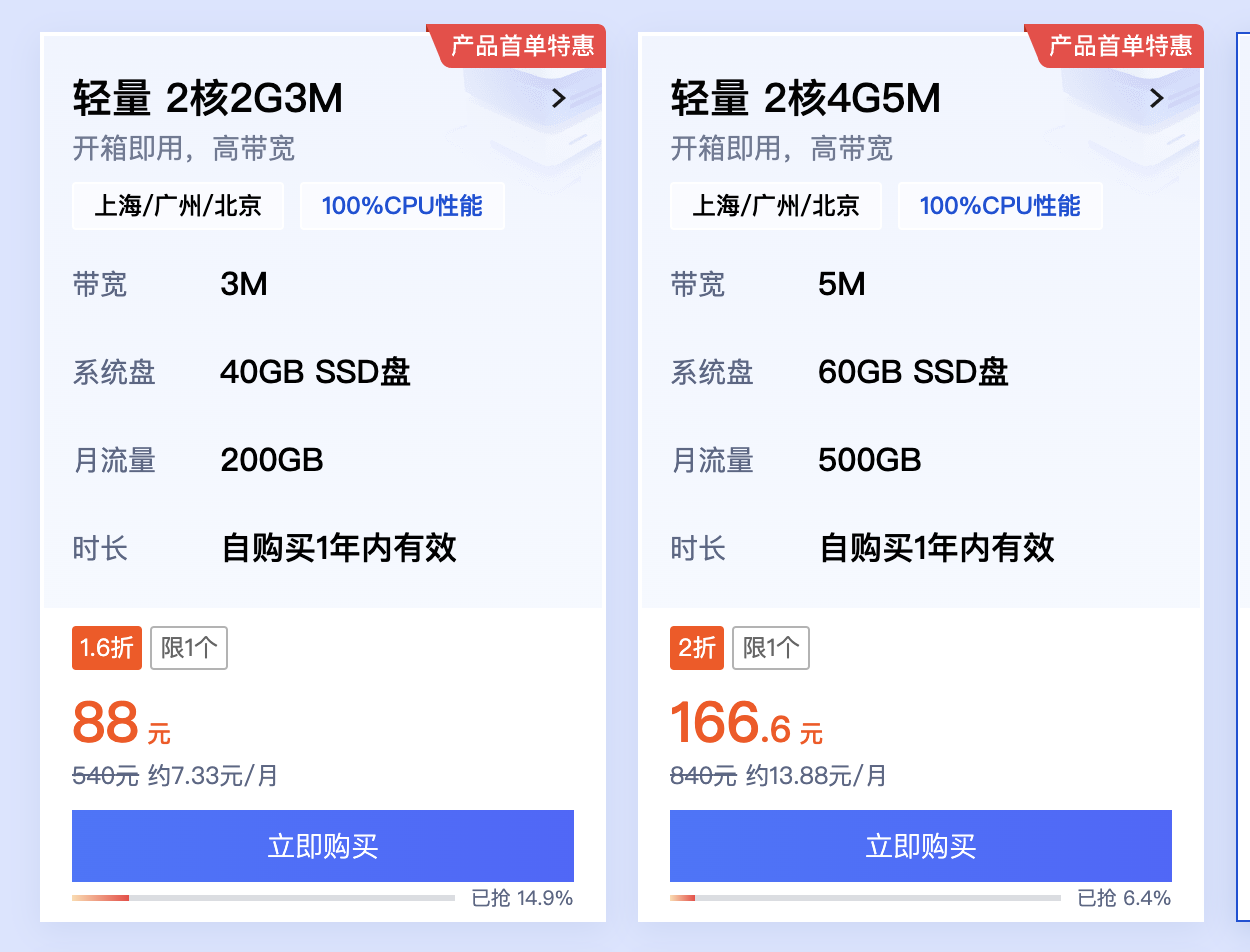 产品首单特惠
轻量 2核2G3M
开箱即用，高带宽
上海/广州/北京
100%CPU性能
带宽 3M
系统盘 40GB SSD盘
月流量 200GB
时长 自购买1年内有效
1.6折 限1个
88 元
540元 约7.33元/月
立即购买
已抢 14.9%
产品首单特惠
轻量 2核4G5M
开箱即用，高带宽
上海/广州/北京
100%CPU性能
带宽 5M
系统盘 60GB SSD盘
月流量 500GB
时长 自购买1年内有效
2折 限1个
166.6 元
840元 约13.88元/月
立即购买
已抢 6.4%